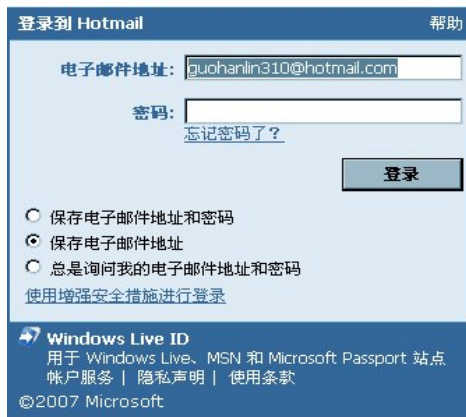 登录到 Hotmail 帮助
电子邮件地址: guohanlin310@hotmail.com
密码:
忘记密码了？
登录
保存电子邮件地址和密码
保存电子邮件地址
总是询问我的电子邮件地址和密码
使用增强安全措施进行登录
Windows Live ID
用于 Windows Live、MSN 和 Microsoft Passport 站点
帐户服务 | 隐私声明 | 使用条款
©2007 Microsoft